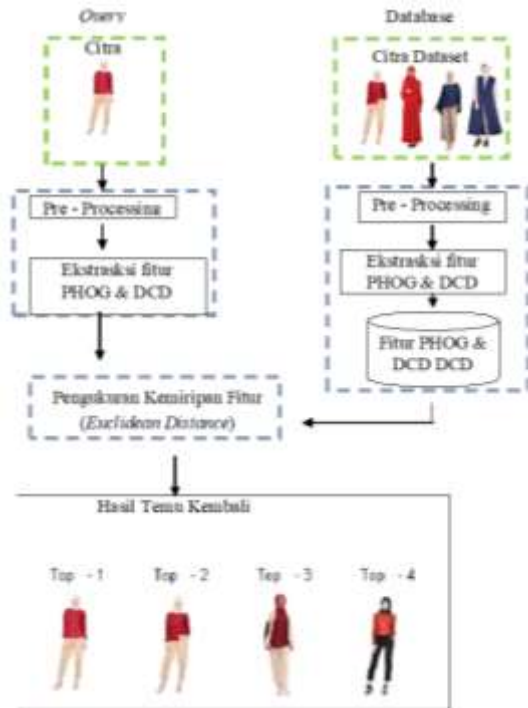 Query
Citra
Pre - Processing
Ekstraksi fitur
PHOG & DCD
Database
Citra Dataset
Pre - Processing
Ekstraksi fitur
PHOG & DCD
Fitur PHOG &
DCD DCD
Pengukuran Kemiripan Fitur
(Euclidean Distance)
Hasil Temu Kembali
Top - 1
Top - 2
Top - 3
Top - 4